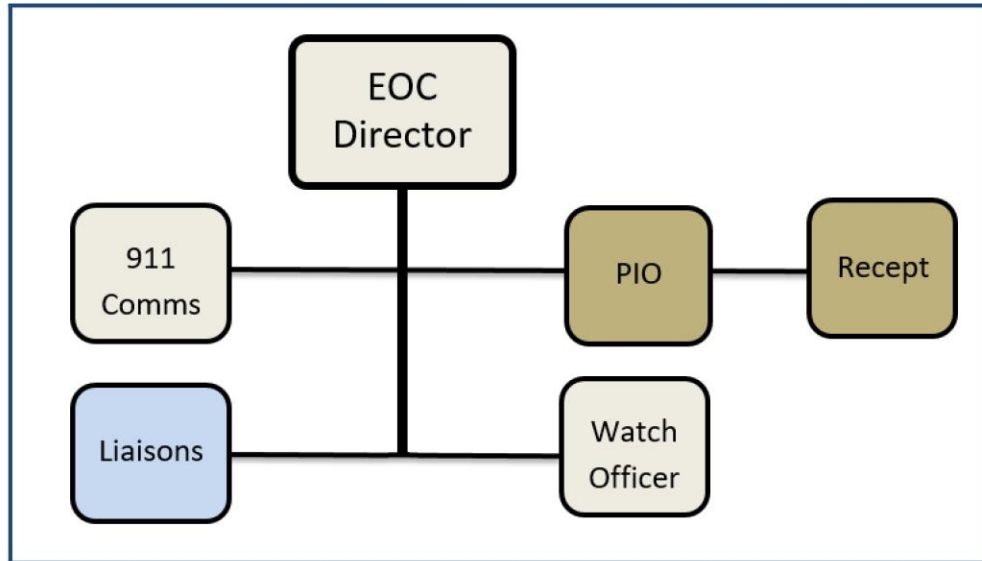 EOC
Director
911
Comms
PIO
Recept
Liaisons
Watch
Officer